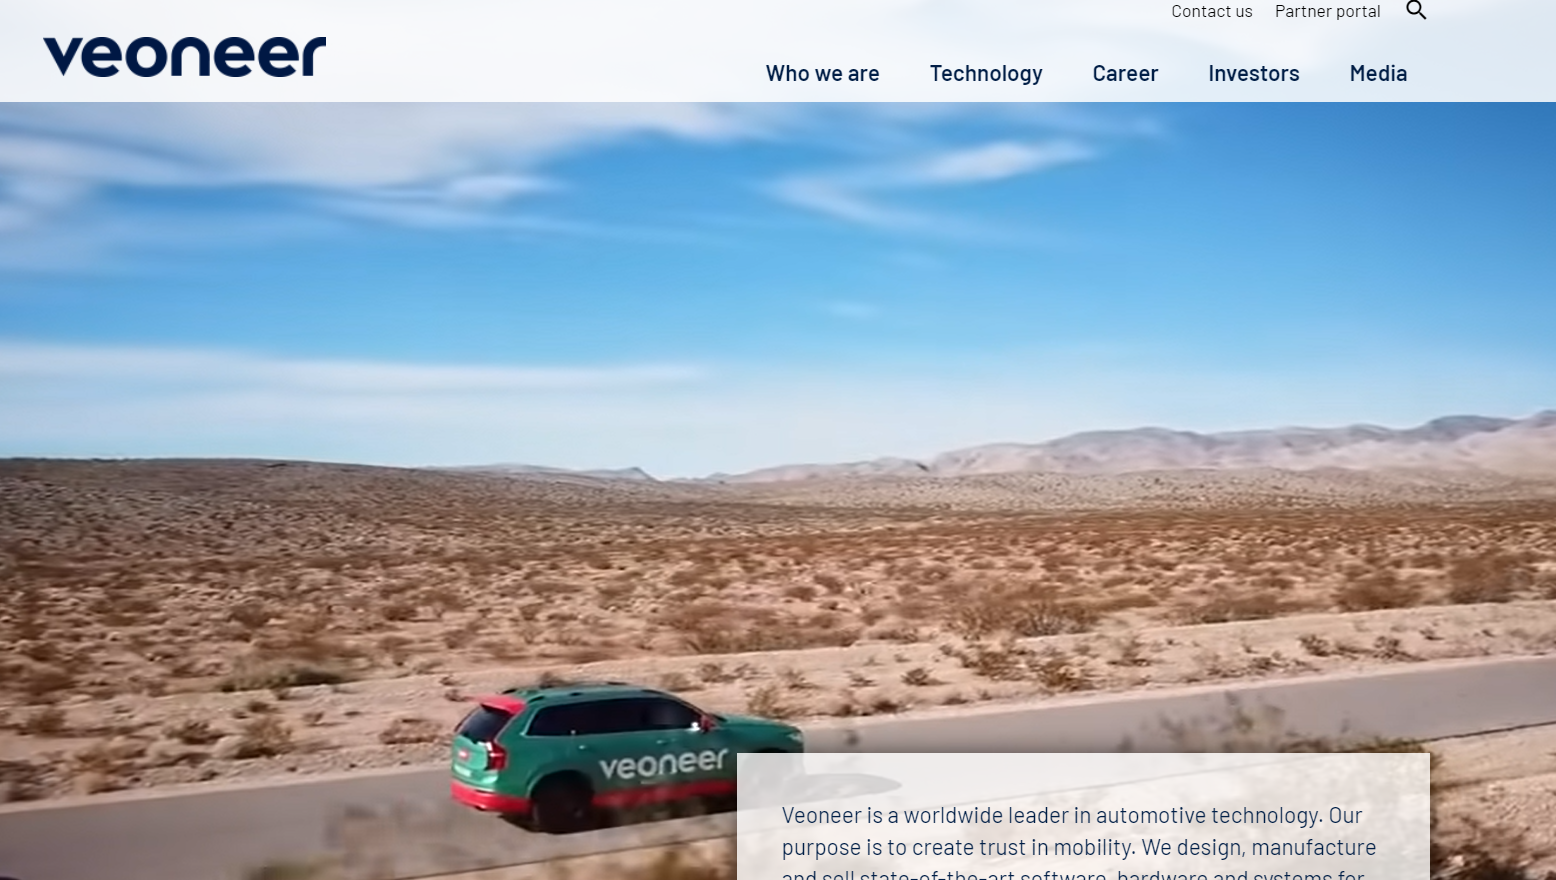 Contact us Partner portal
veoneer
Who we are Technology Career Investors Media
veoneer
Veoneer is a worldwide leader in automotive technology. Our
purpose is to create trust in mobility. We design, manufacture
and sell state-of-the-art software, hardware and systems for